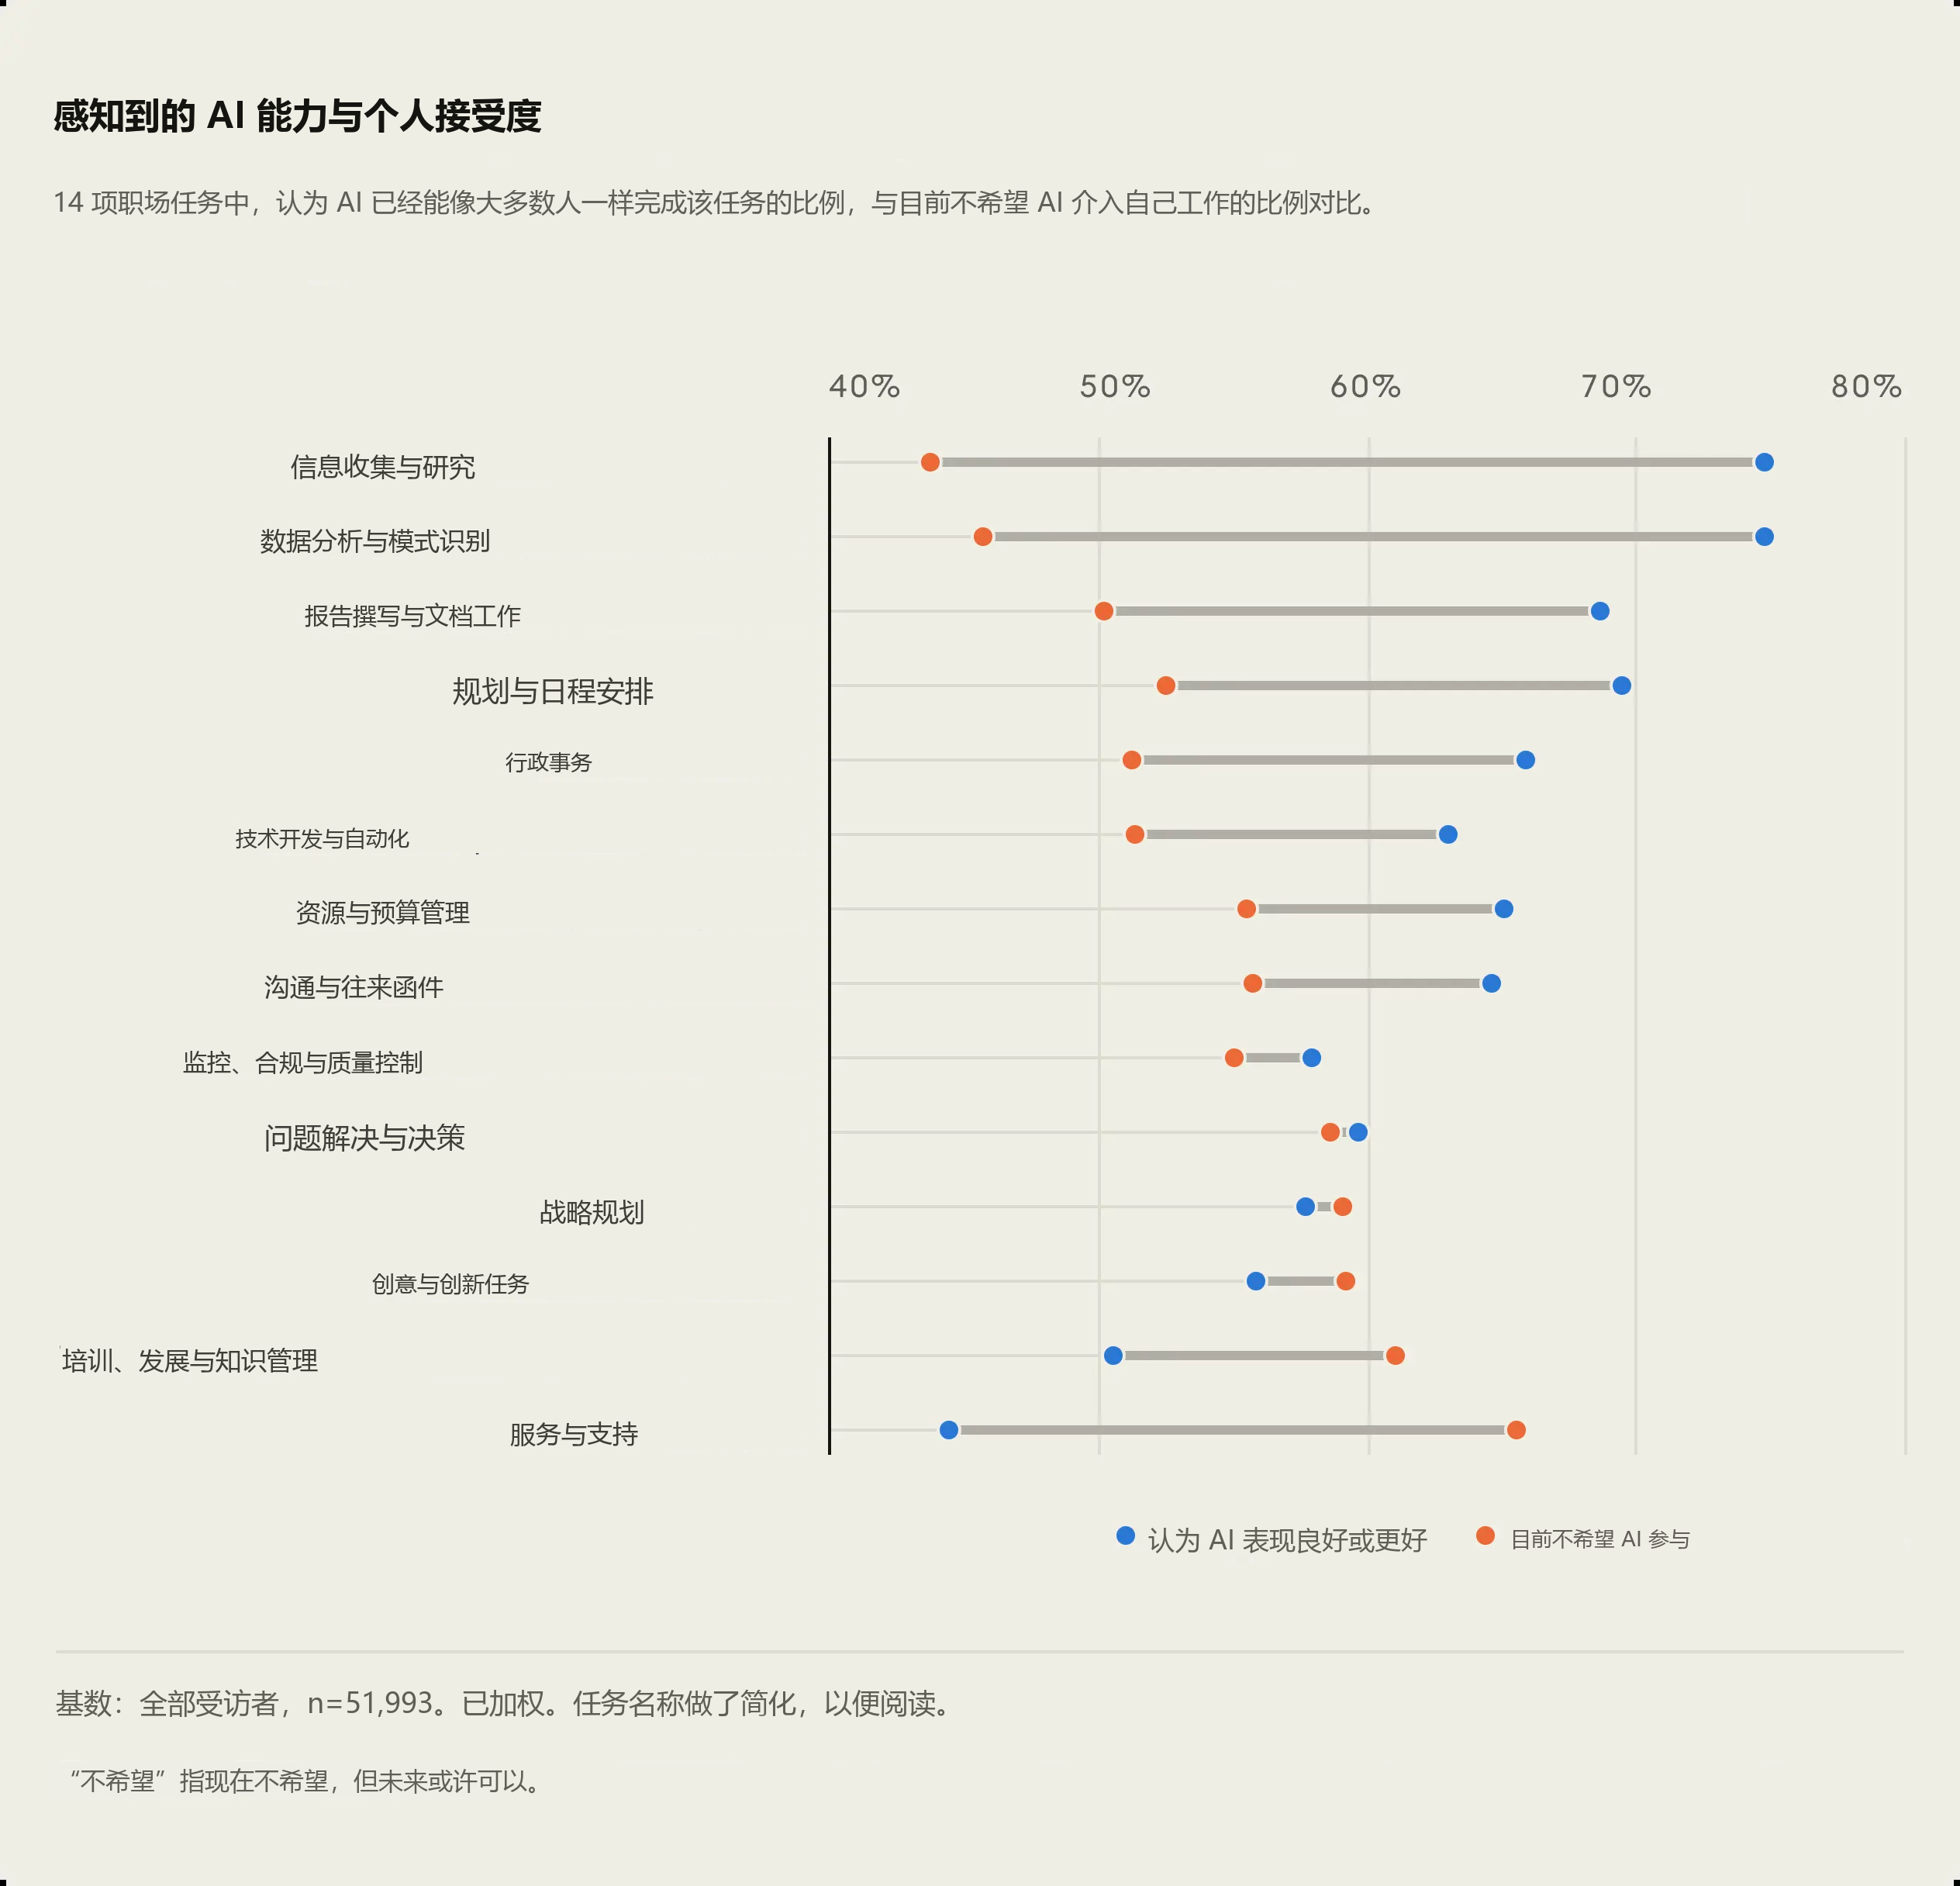 感知到的 AI 能力与个人接受度
14 项职场任务中，认为 AI 已经能像大多数人一样完成该任务的比例，与目前不希望 AI 介入自己工作的比例对比。
40% 50% 60% 70% 80%
信息收集与研究
数据分析与模式识别
报告撰写与文档工作
规划与日程安排
行政事务
技术开发与自动化
资源与预算管理
沟通与往来函件
监控、合规与质量控制
问题解决与决策
战略规划
创意与创新任务
培训、发展与知识管理
服务与支持
认为 AI 表现良好或更好 目前不希望 AI 参与
基数：全部受访者，n=51,993。已加权。任务名称做了简化，以便阅读。
“不希望”指现在不希望，但未来或许可以。